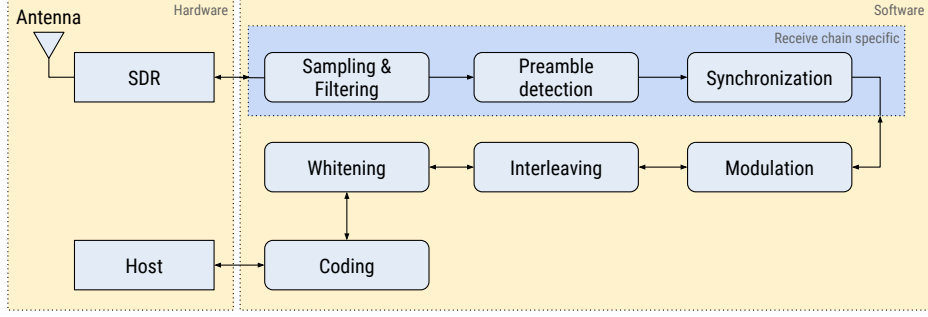 Hardware
Software
Antenna
Receive chain specific
SDR
Sampling &
Filtering
Preamble
detection
Synchronization
Whitening
Interleaving
Modulation
Host
Coding